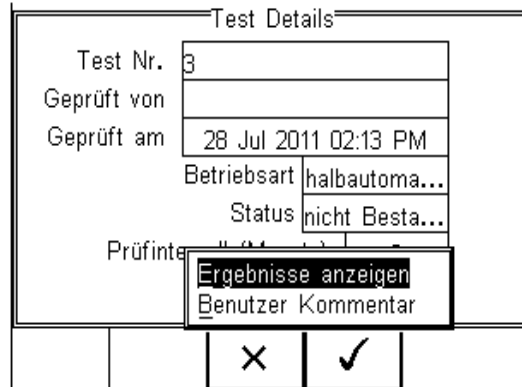 Test Details
Test Nr. 3
Geprüft von
Geprüft am 28 Jul 2011 02:13 PM
Betriebsart halbautoma...
Status nicht Besta...
Ergebnisse anzeigen
Benutzer Kommentar